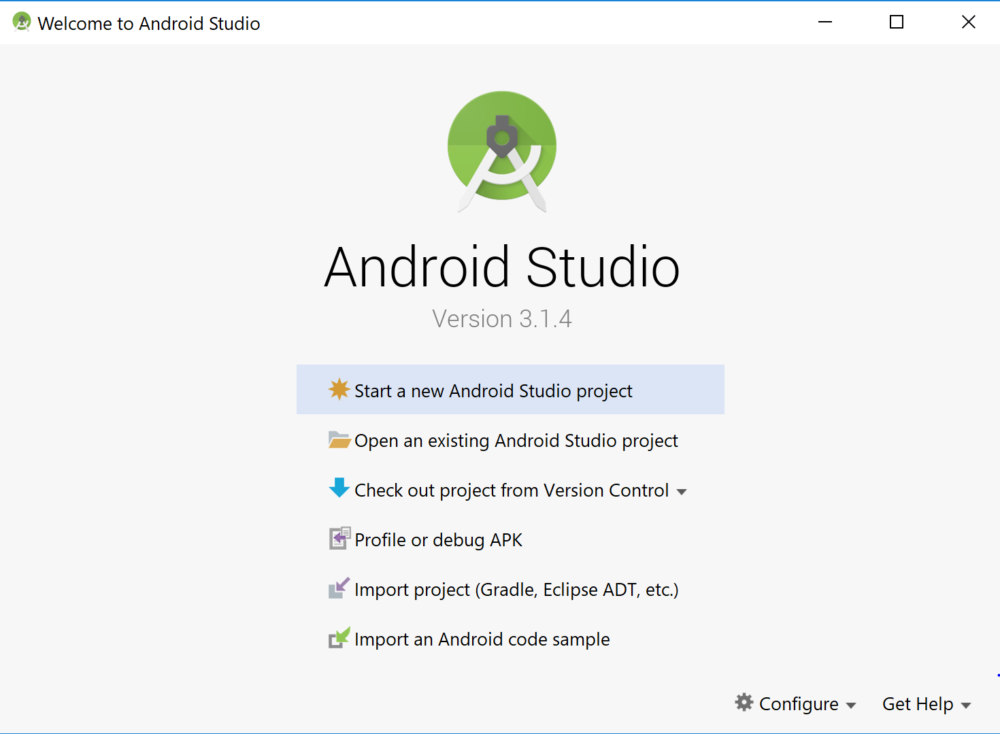 Welcome to Android Studio
Android Studio
Version 3.1.4
Start a new Android Studio project
Open an existing Android Studio project
Check out project from Version Control
Profile or debug APK
Import project (Gradle, Eclipse ADT, etc.)
Import an Android code sample
Configure
Get Help